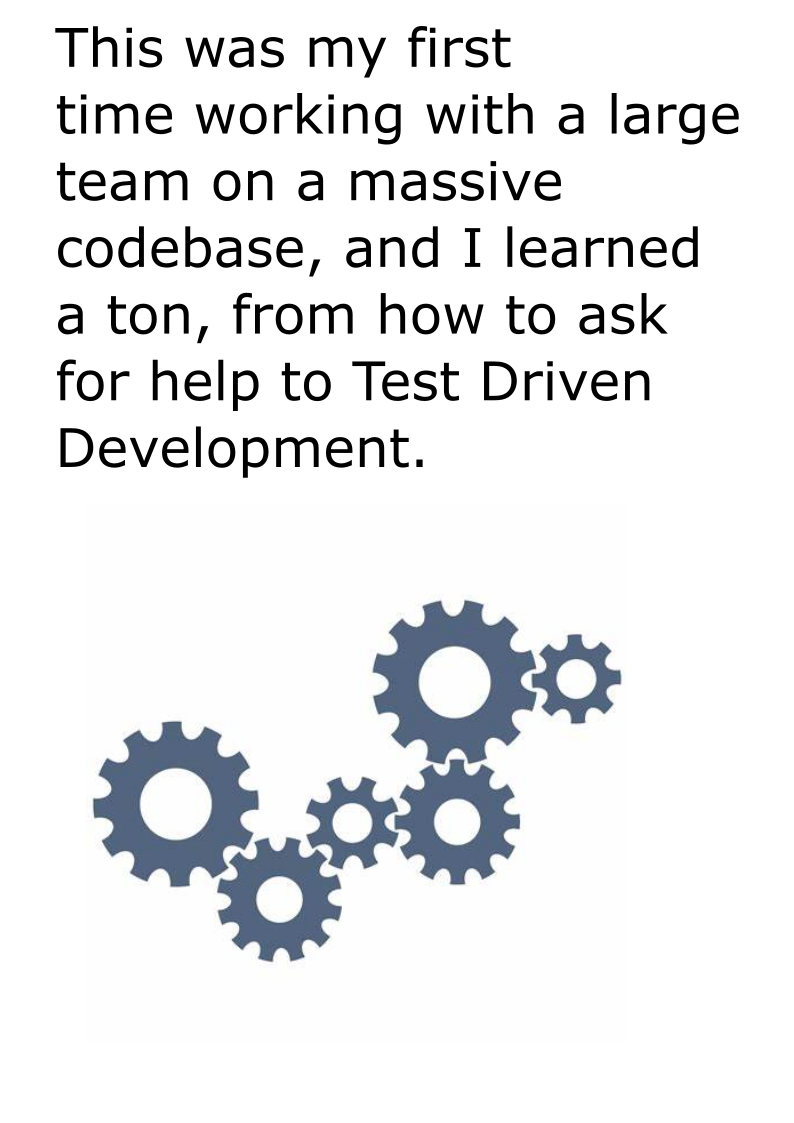 This was my first
time working with a large
team on a massive
codebase, and I learned
a ton, from how to ask
for help to Test Driven
Development.